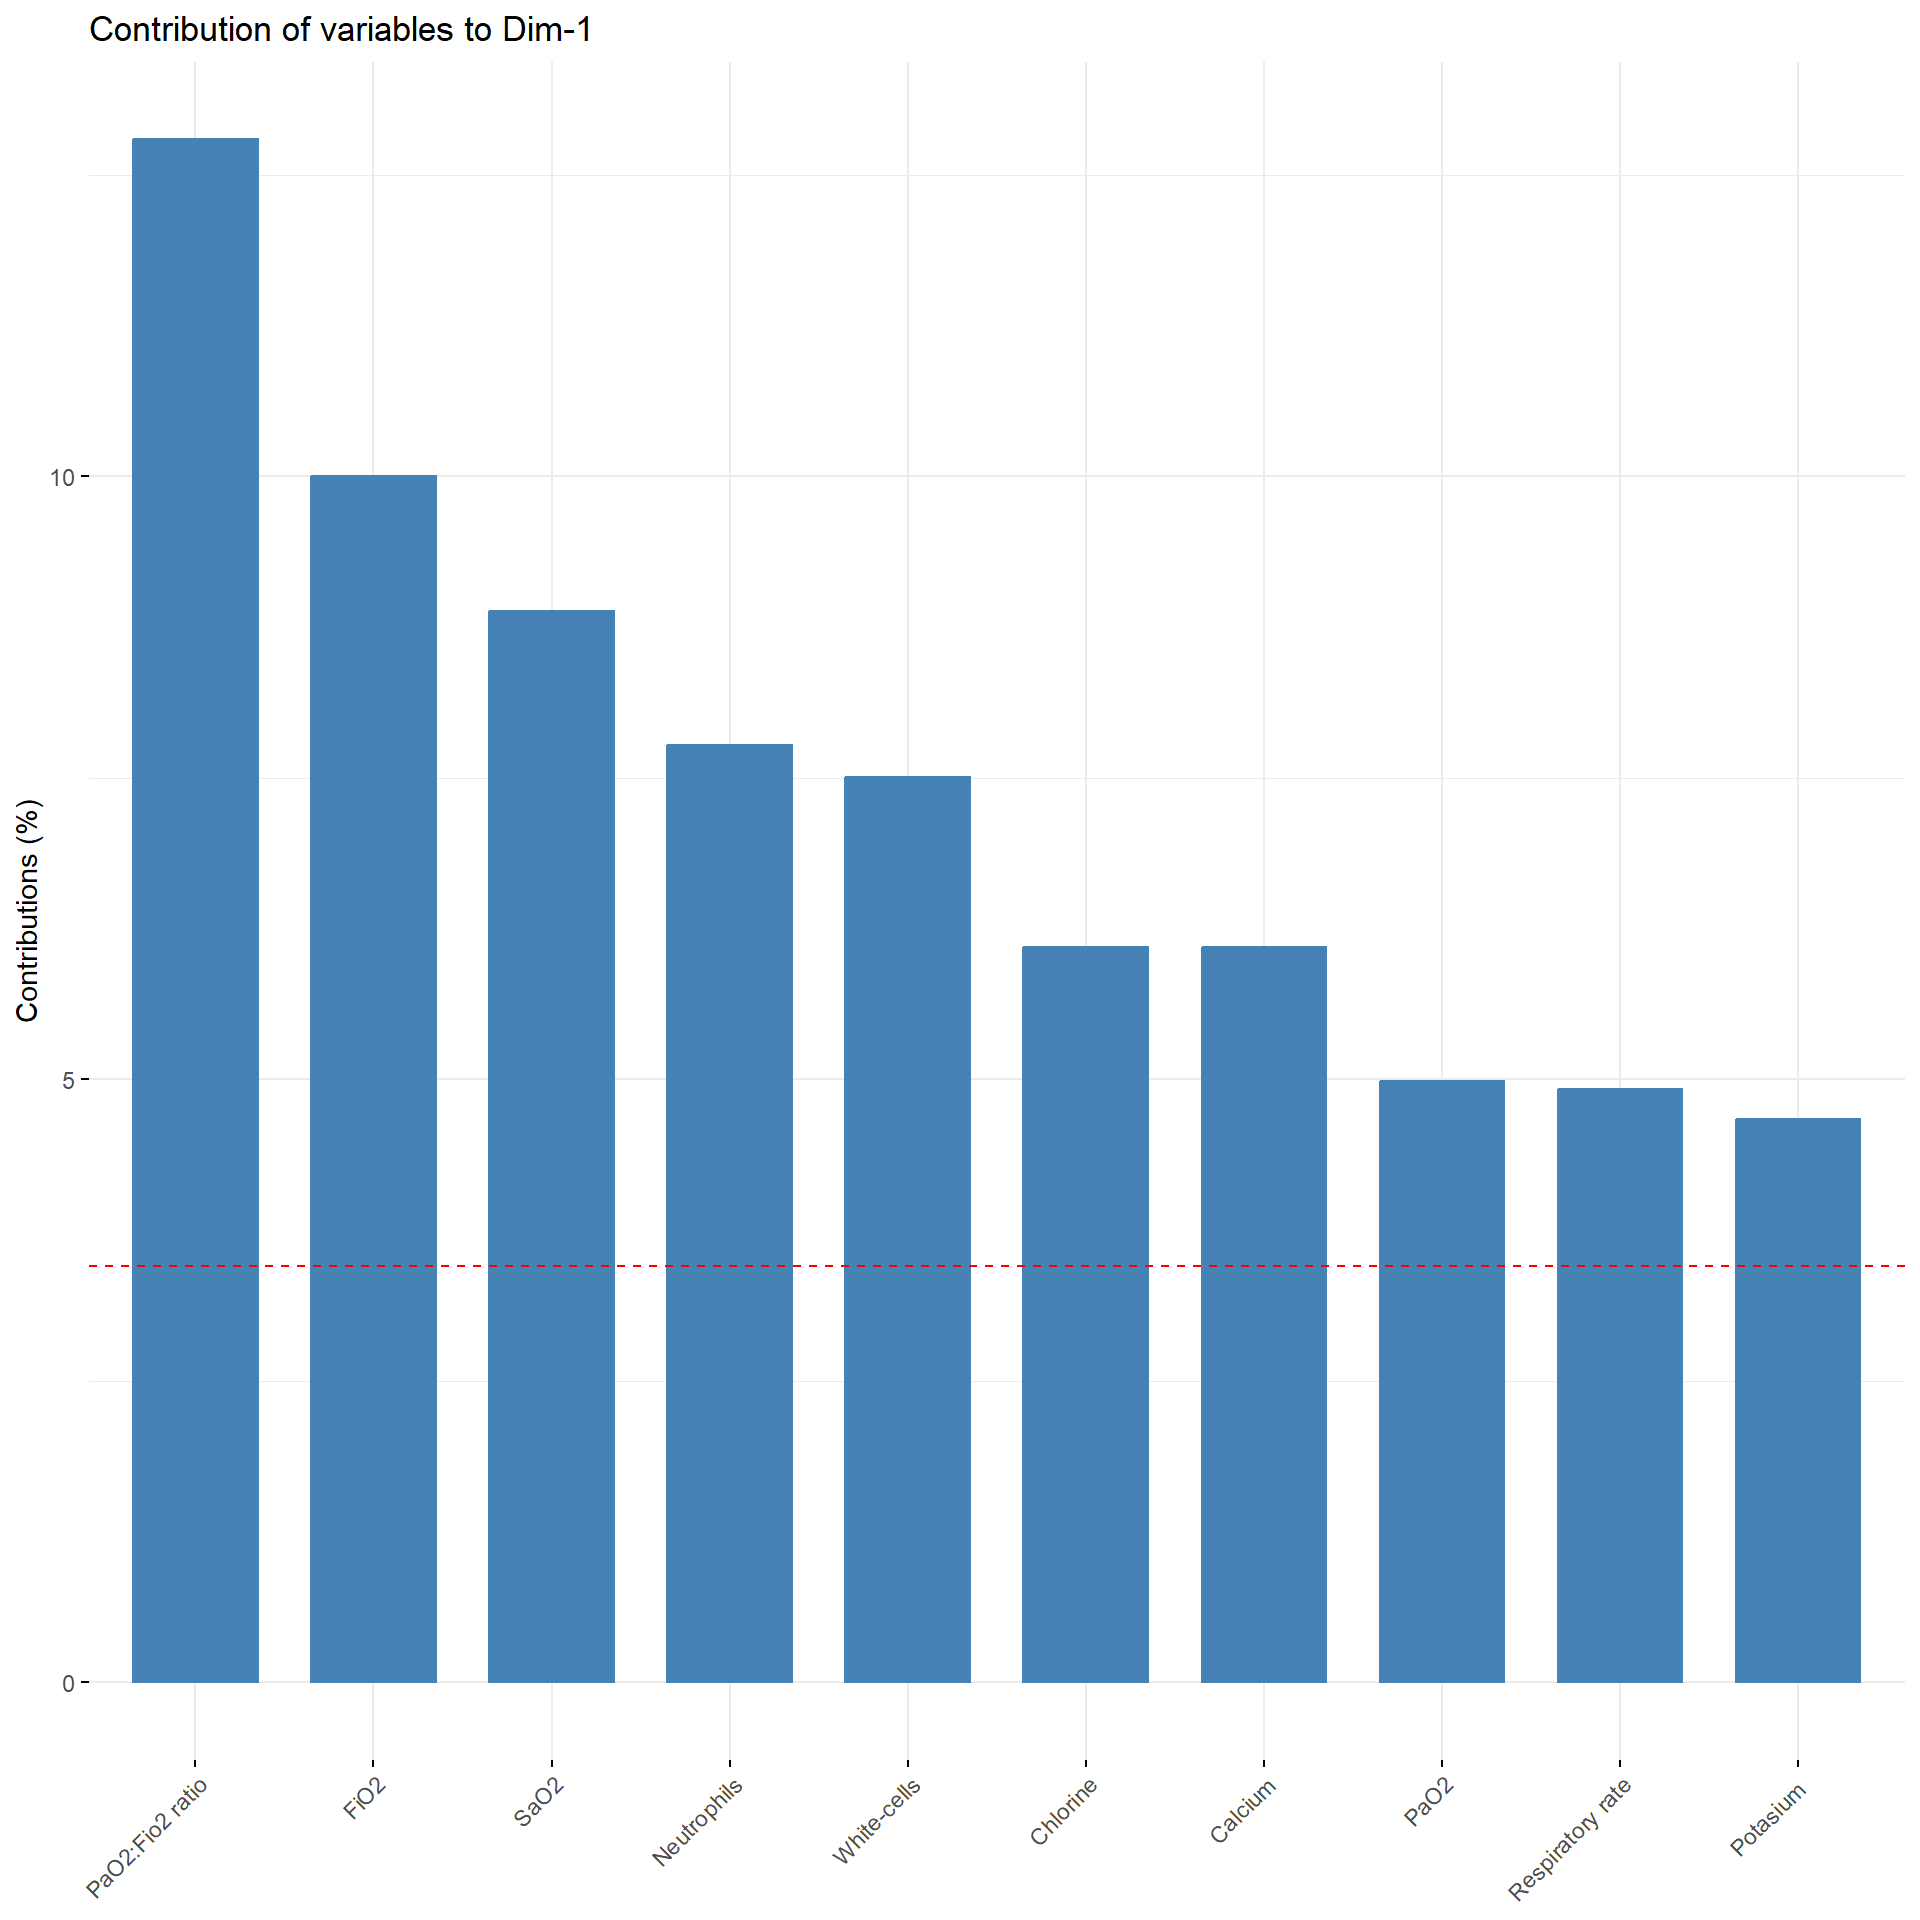 Contribution of variables to Dim-1
Contributions (%)
10
5
0
PaO2:Fio2 ratio
FiO2
SaO2
Neutrophils
White-cells
Chlorine
Calcium
PaO2
Respiratory rate
Potasium